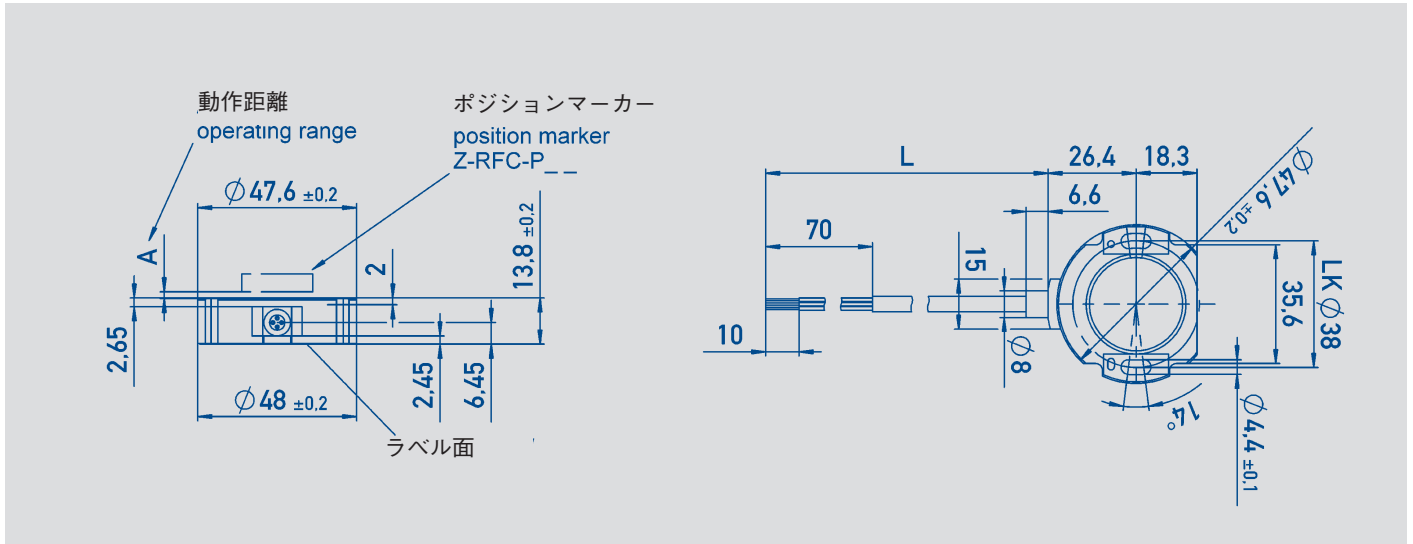 動作距離
operating range
ポジションマーカー
position marker
Z-RFC-P_ _
Ø 47,6 ±0,2
A
2
13,8 ±0,2
2,65
2,45
6,45
Ø 48 ±0,2
ラベル面
L
26,4
18,3
6,6
70
15
10
Ø 8
Ø 47,6 ±0,2
35,6
LK Ø 38
14°
Ø 4,4 ±0,1